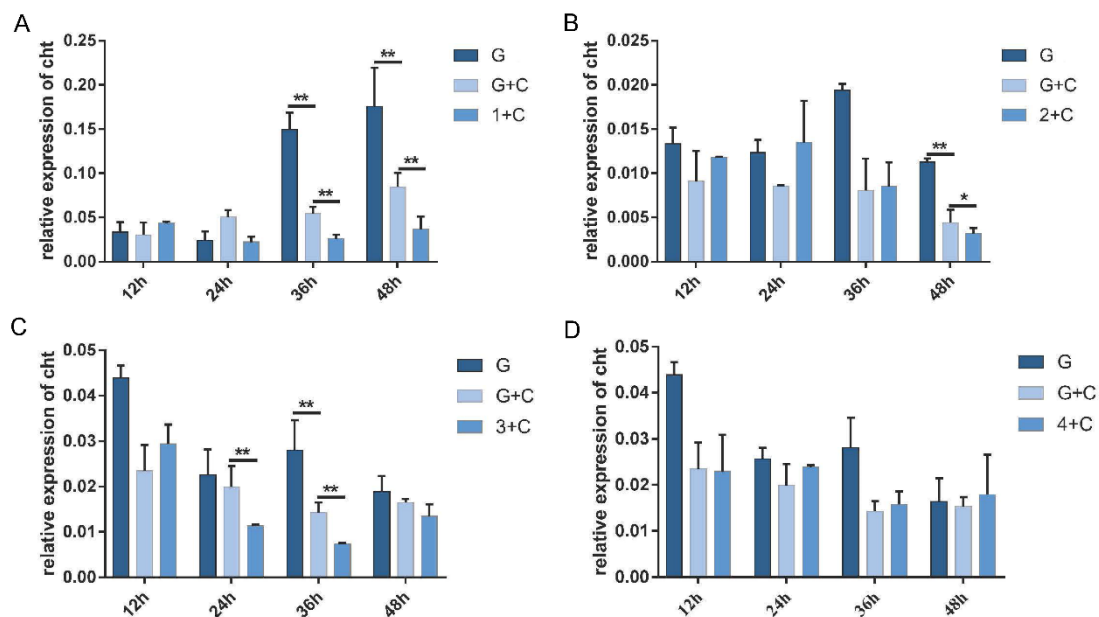 A
relative expression of cht
0.25
0.20
0.15
0.10
0.05
0.00
**
**
**
**
12h
24h
36h
48h
G
G+C
1+C
B
relative expression of cht
0.025
0.020
0.015
0.010
0.005
0.000
**
*
12h
24h
36h
48h
G
G+C
2+C
C
relative expression of cht
0.05
0.04
0.03
0.02
0.01
0.00
**
**
**
12h
24h
36h
48h
G
G+C
3+C
D
relative expression of cht
0.05
0.04
0.03
0.02
0.01
0.00
12h
24h
36h
48h
G
G+C
4+C